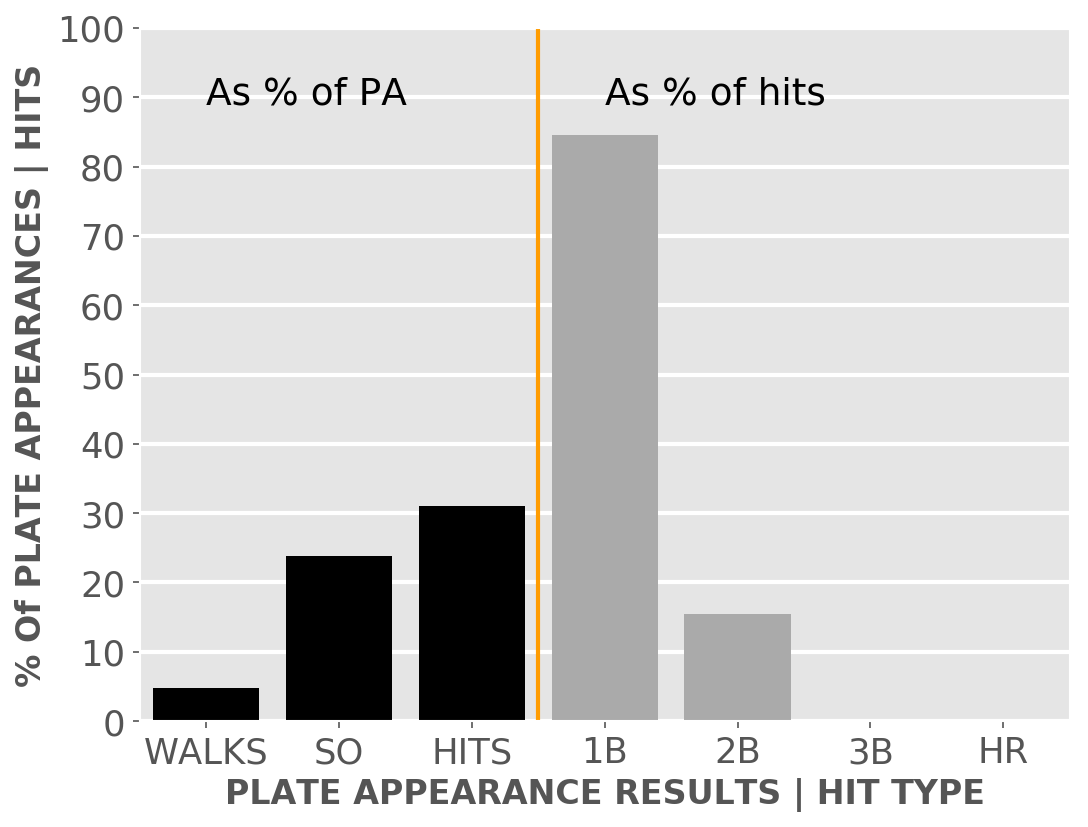 100
90
80
70
60
50
40
30
20
10
0
% Of PLATE APPEARANCES | HITS
As % of PA
As % of hits
WALKS SO HITS 1B 2B 3B HR
PLATE APPEARANCE RESULTS | HIT TYPE